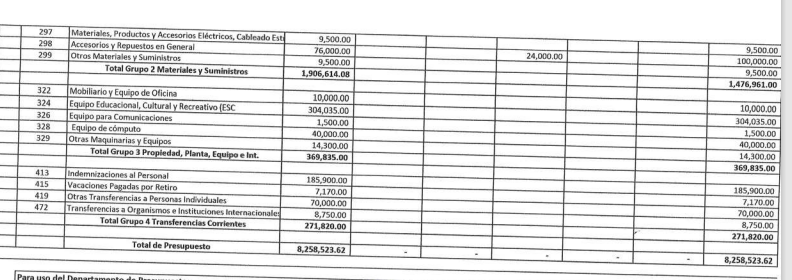 297 Materiales, Productos y Accesorios Eléctricos, Cableado Est 9,500.00 9,500.00
298 Accesorios y Repuestos en General 76,000.00 24,000.00 100,000.00
299 Otros Materiales y Suministros 9,500.00 9,500.00
Total Grupo 2 Materiales y Suministros 1,906,614.08 1,476,961.00
322 Mobiliario y Equipo de Oficina 10,000.00 10,000.00
324 Equipo Educacional, Cultural y Recreativo (ESC 304,035.00 304,035.00
326 Equipo para Comunicaciones 1,500.00 1,500.00
328 Equipo de cómputo 40,000.00 40,000.00
329 Otras Maquinarias y Equipos 14,300.00 14,300.00
Total Grupo 3 Propiedad, Planta, Equipo e Int. 369,835.00 369,835.00
413 Indemnizaciones al Personal 185,900.00 185,900.00
415 Vacaciones Pagadas por Retiro 7,170.00 7,170.00
419 Otras Transferencias a Personas Individuales 70,000.00 70,000.00
472 Transferencias a Organismos e Instituciones Internacionales 8,750.00 8,750.00
Total Grupo 4 Transferencias Corrientes 271,820.00 271,820.00
Total de Presupuesto 8,258,523.62 - - - - - 8,258,523.62
Para uso del Departamento de